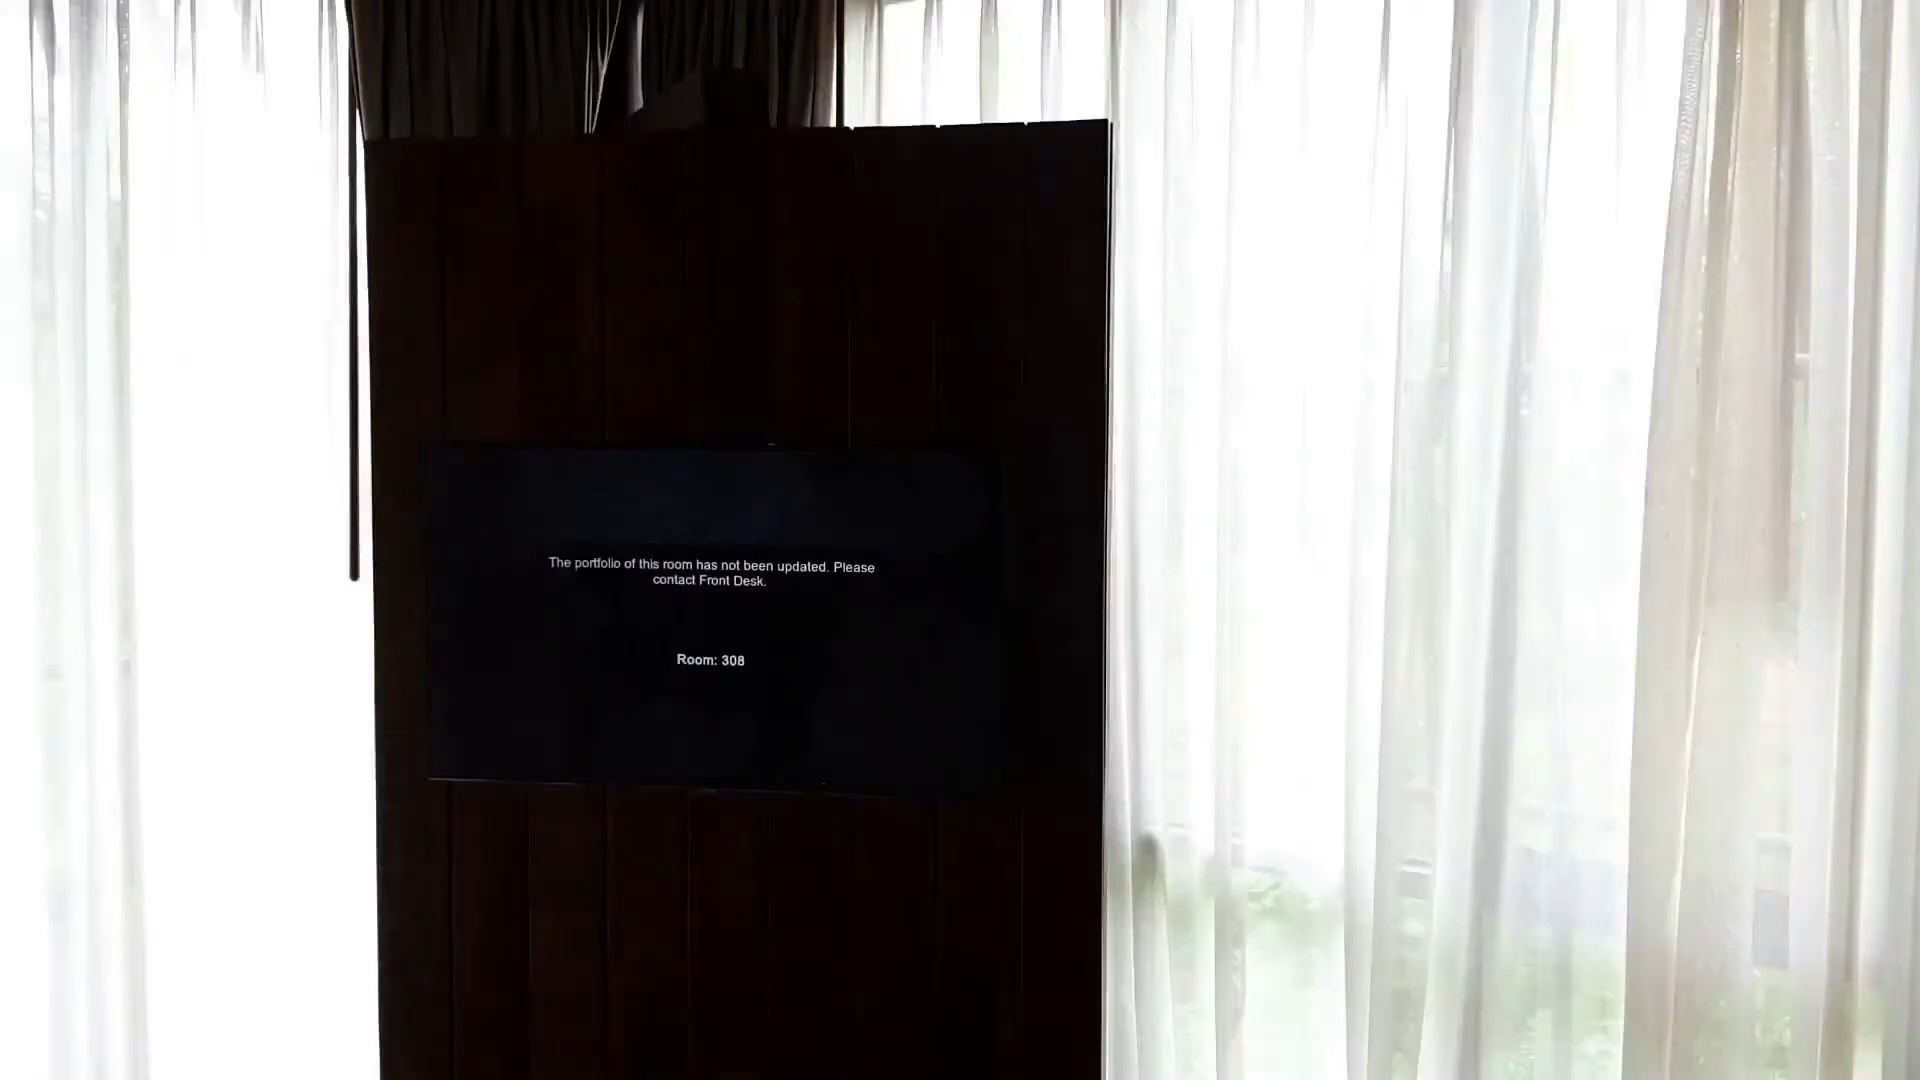 The portfolio of this room has not been updated. Please
contact Front Desk.
Room: 308